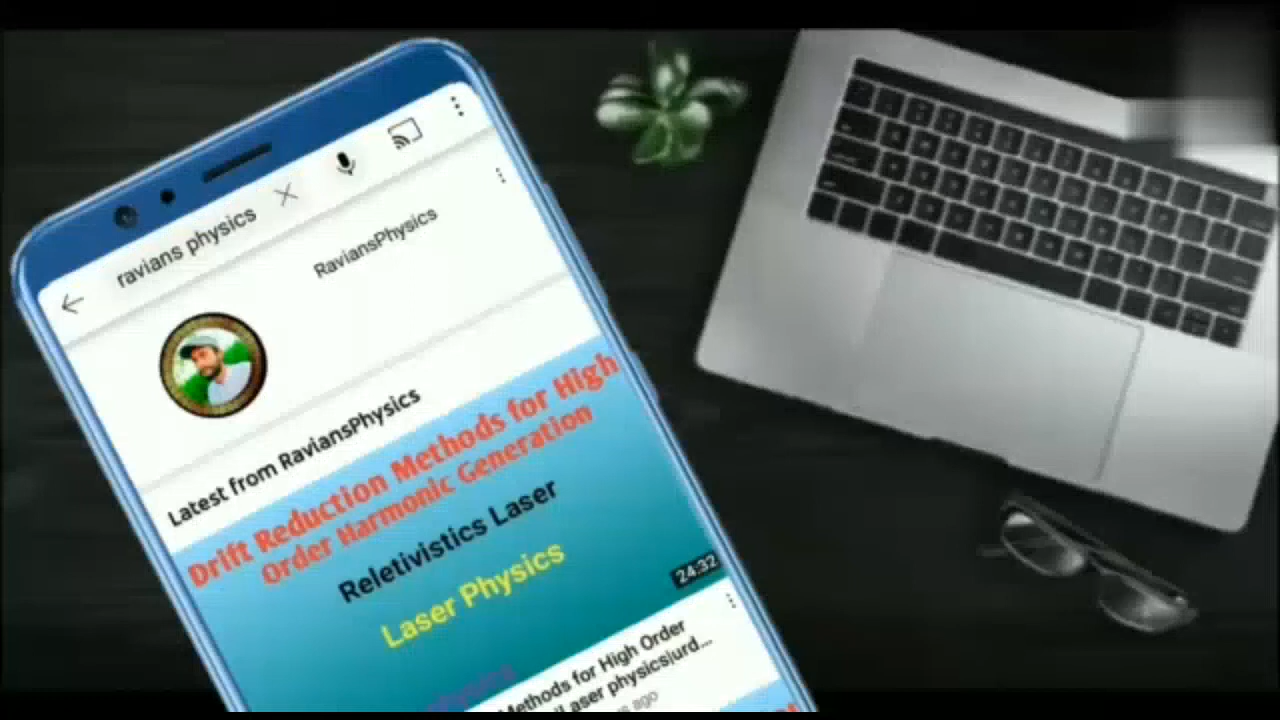 ravians physics
RaviansPhysics
Latest from RaviansPhysics
Drift Reduction Methods for High
Order Harmonic Generation
Reletivistics Laser
Laser Physics
24:32
Methods for High Order
Laser physics|urd...
ago